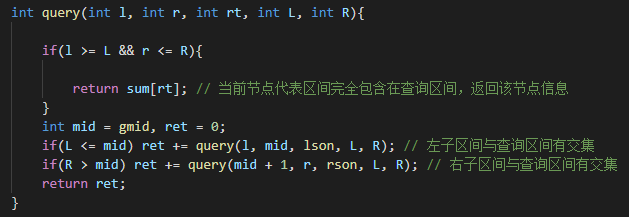 int query(int l, int r, int rt, int L, int R){
if(l >= L && r <= R){
return sum[rt]; // 当前节点代表区间完全包含在查询区间，返回该节点信息
}
int mid = gmid, ret = 0;
if(L <= mid) ret += query(l, mid, lson, L, R); // 左子区间与查询区间有交集
if(R > mid) ret += query(mid + 1, r, rson, L, R); // 右子区间与查询区间有交集
return ret;
}